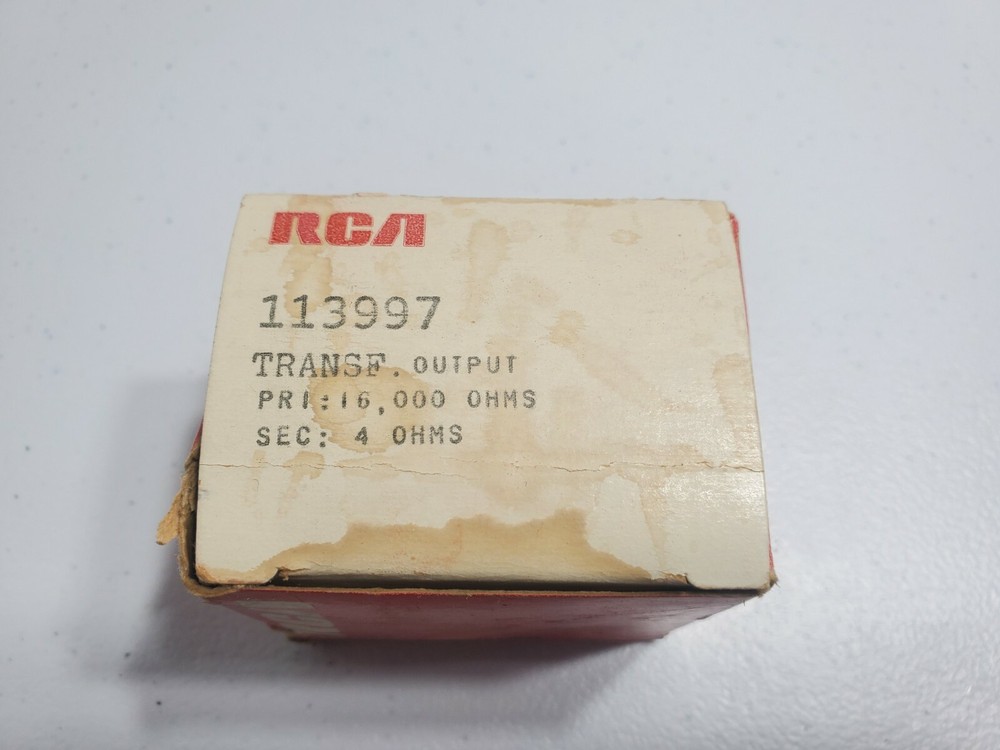 RCA
113997
TRANSF. OUTPUT
PRI: 16,000 OHMS
SEC: 4 OHMS